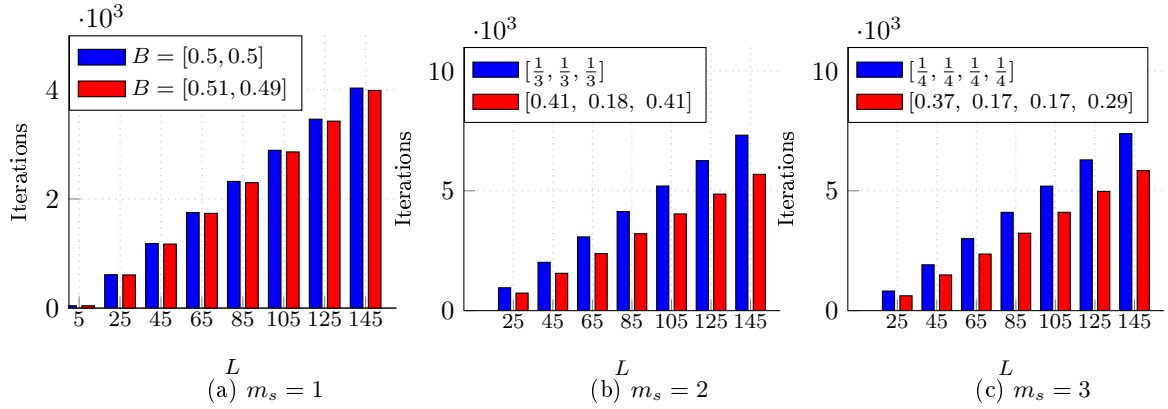 ·10³
B = [0.5, 0.5]
B = [0.51, 0.49]
4
2
0
Iterations
5 25 45 65 85 105 125 145
L
(a) mₛ = 1
·10³
[1/3, 1/3, 1/3]
[0.41, 0.18, 0.41]
10
5
0
Iterations
25 45 65 85 105 125 145
L
(b) mₛ = 2
·10³
[1/4, 1/4, 1/4, 1/4]
[0.37, 0.17, 0.17, 0.29]
10
5
0
Iterations
25 45 65 85 105 125 145
L
(c) mₛ = 3